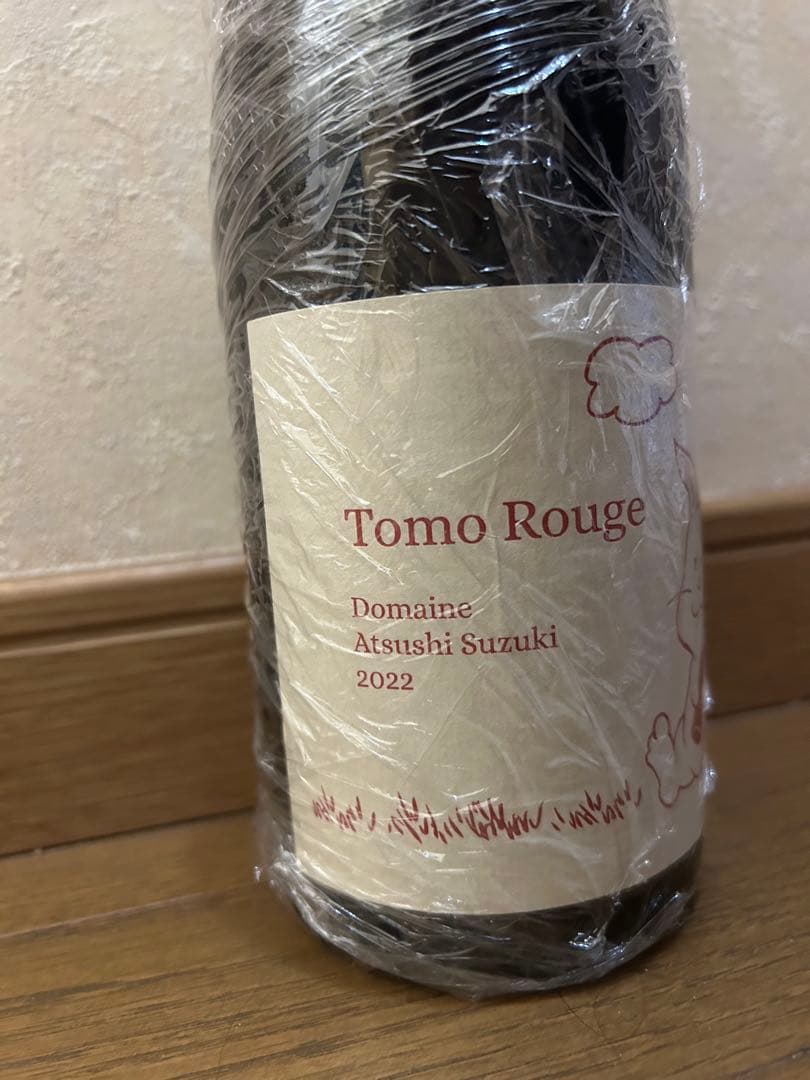 Tomo Rouge
Domaine
Atsushi Suzuki
2022